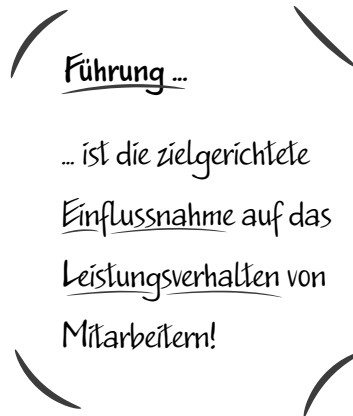 Führung ...
... ist die zielgerichtete
Einflussnahme auf das
Leistungsverhalten von
Mitarbeitern!